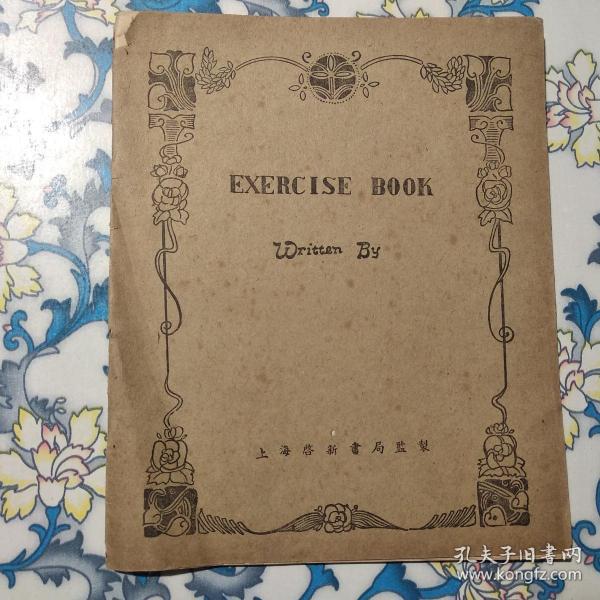 EXERCISE BOOK
Written By
上海啓新書局監製
孔夫子旧书网
www.kongfz.com